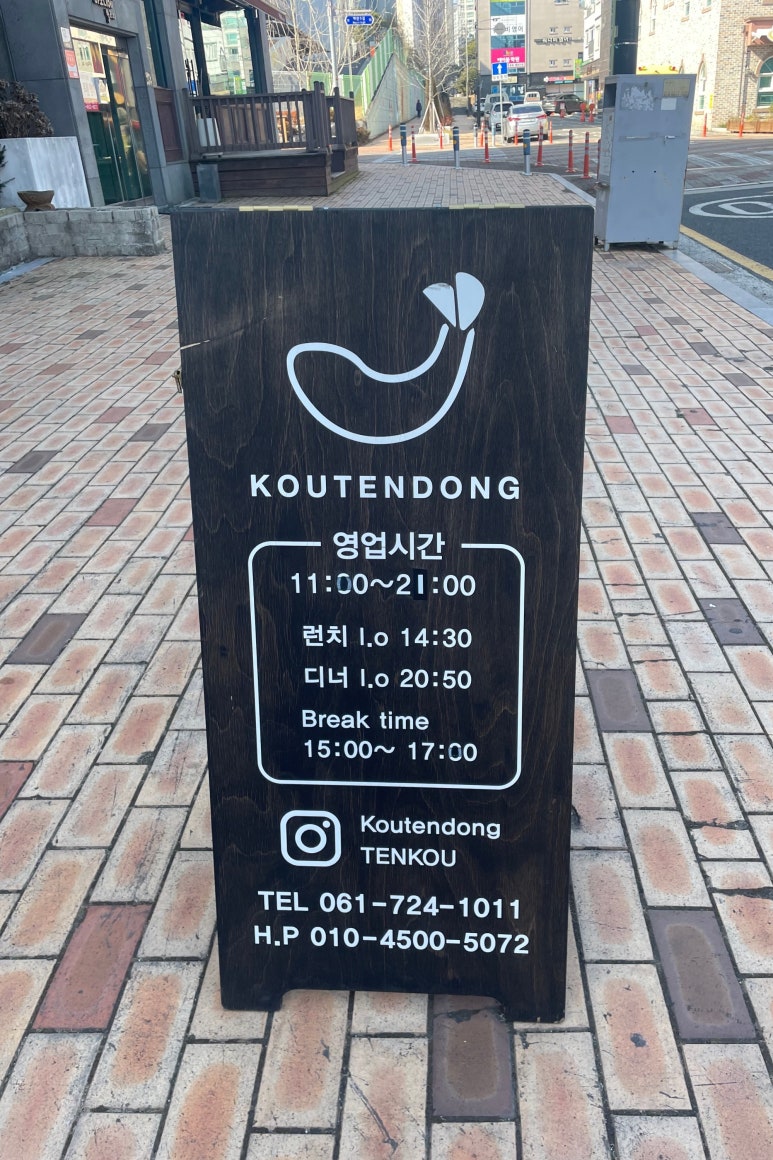 KOUTENDONG
영업시간
11:00~21:00
런치 l.o 14:30
디너 l.o 20:50
Break time
15:00~ 17:00
Koutendong
TENKOU
TEL 061-724-1011
H.P 010-4500-5072